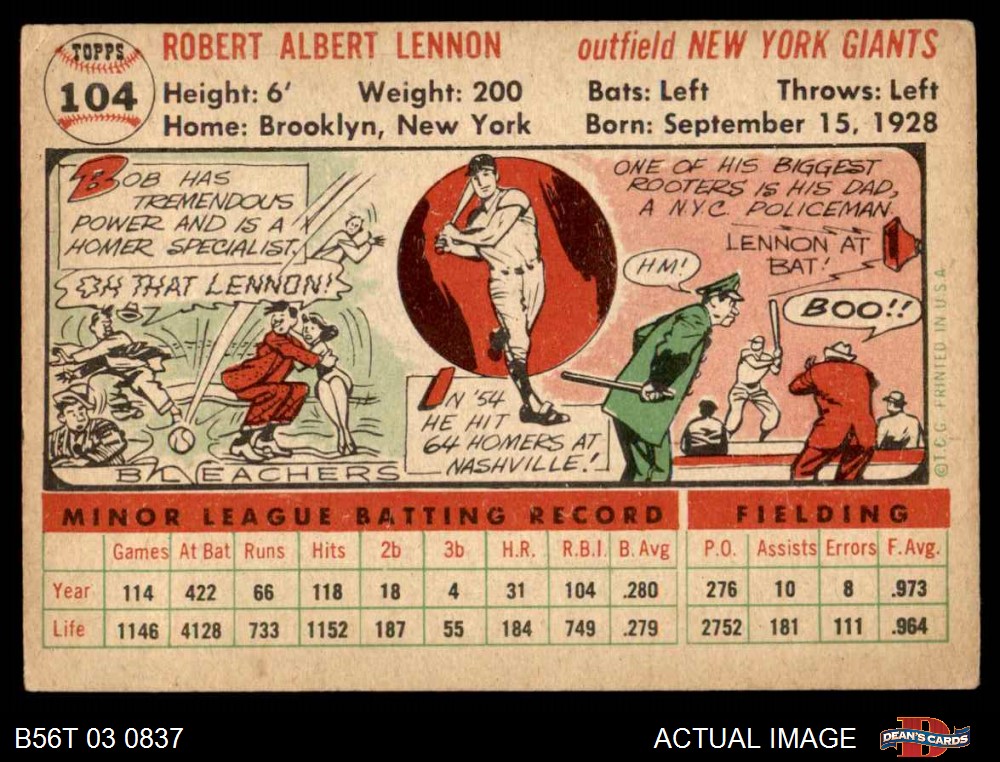 TOPPS
104
ROBERT ALBERT LENNON
outfield NEW YORK GIANTS
Height: 6' Weight: 200 Bats: Left Throws: Left
Home: Brooklyn, New York Born: September 15, 1928
BOB HAS
TREMENDOUS
POWER AND IS A
HOMER SPECIALIST.
OH THAT LENNON!
BLEACHERS
IN '54
HE HIT
64 HOMERS AT
NASHVILLE.!
ONE OF HIS BIGGEST
ROOTERS IS HIS DAD,
A N.Y.C. POLICEMAN.
LENNON AT
BAT!
HM!
BOO!!
©T.C.G. PRINTED IN U.S.A.
MINOR LEAGUE BATTING RECORD FIELDING
Games At Bat Runs Hits 2b 3b H.R. R.B.I. B. Avg P.O. Assists Errors F. Avg.
Year 114 422 66 118 18 4 31 104 .280 276 10 8 .973
Life 1146 4128 733 1152 187 55 184 749 .279 2752 181 111 .964
B56T 03 0837
ACTUAL IMAGE
D
DEAN'S CARDS